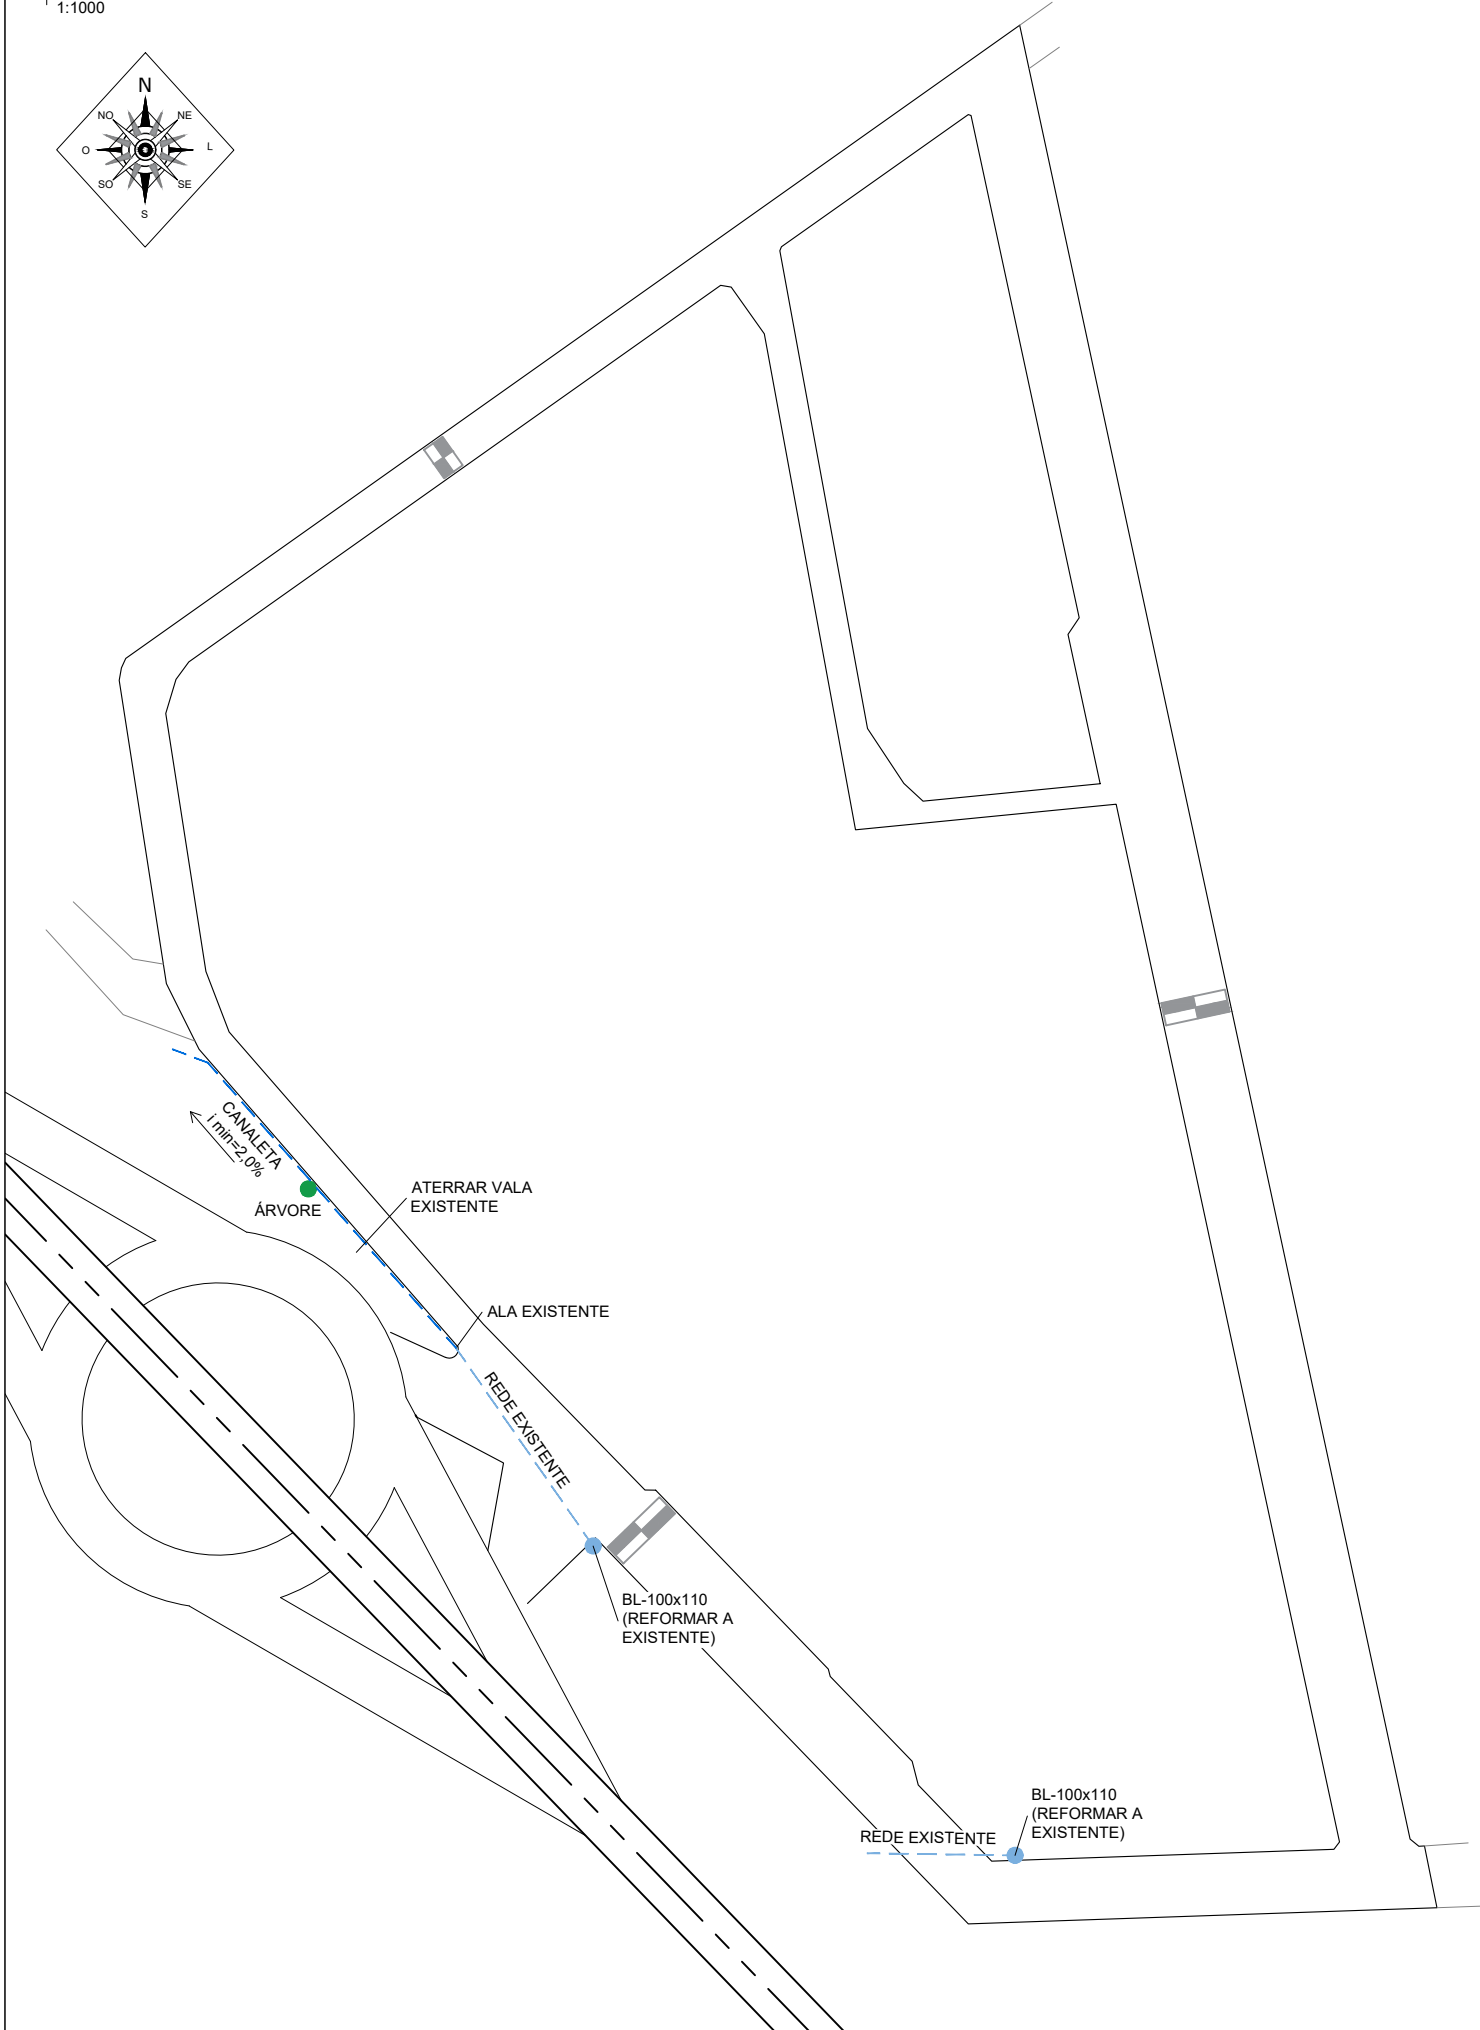 1:1000
N
NO
NE
O
L
SO
SE
S
CANALETA
i min=2,0%
ÁRVORE
ATERRAR VALA
EXISTENTE
ALA EXISTENTE
REDE EXISTENTE
BL-100x110
(REFORMAR A
EXISTENTE)
BL-100x110
(REFORMAR A
EXISTENTE)
REDE EXISTENTE